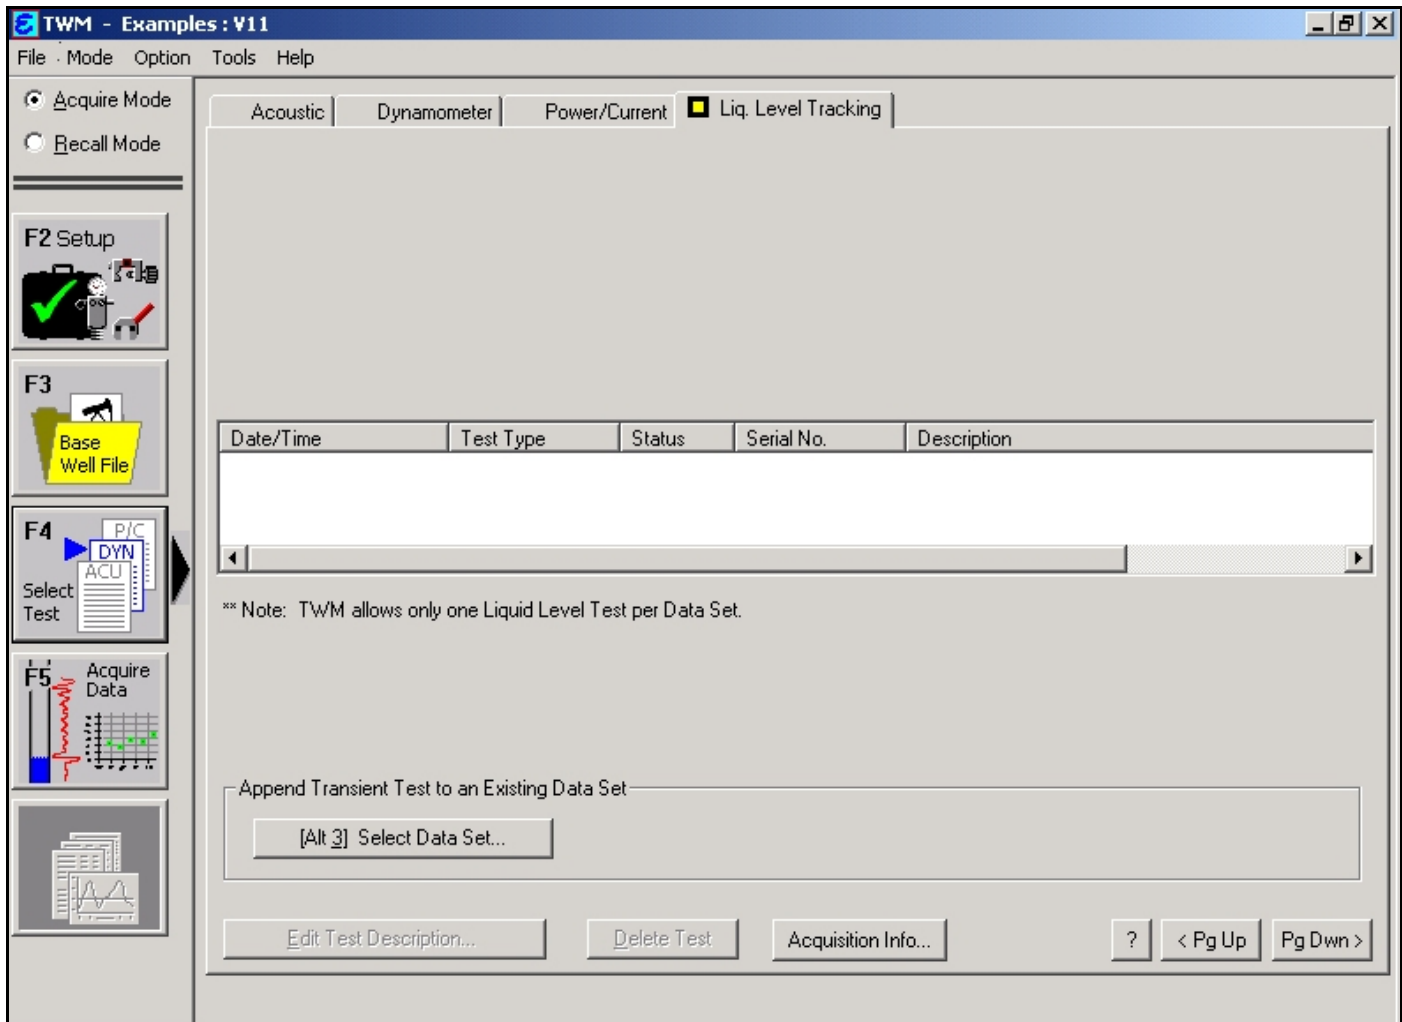 TWM - Examples : V11
File Mode Option Tools Help
Acquire Mode
Recall Mode
Acoustic Dynamometer Power/Current Liq. Level Tracking
F2 Setup
F3
Base
Well File
F4
P/C
DYN
ACU
Select
Test
F5 Acquire
Data
Date/Time Test Type Status Serial No. Description
** Note: TWM allows only one Liquid Level Test per Data Set.
Append Transient Test to an Existing Data Set
[Alt 3] Select Data Set...
Edit Test Description... Delete Test Acquisition Info... ? < Pg Up Pg Dwn >